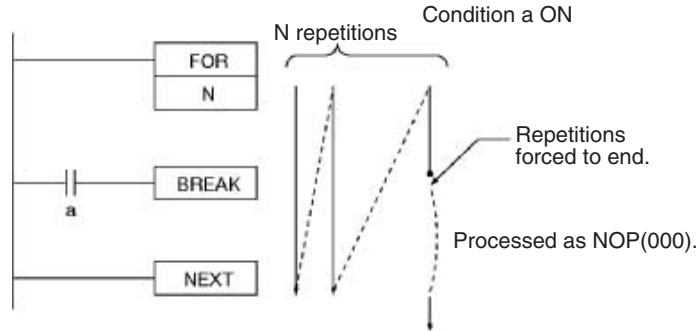 Condition a ON
N repetitions
FOR
N
Repetitions
forced to end.
BREAK
a
Processed as NOP(000).
NEXT